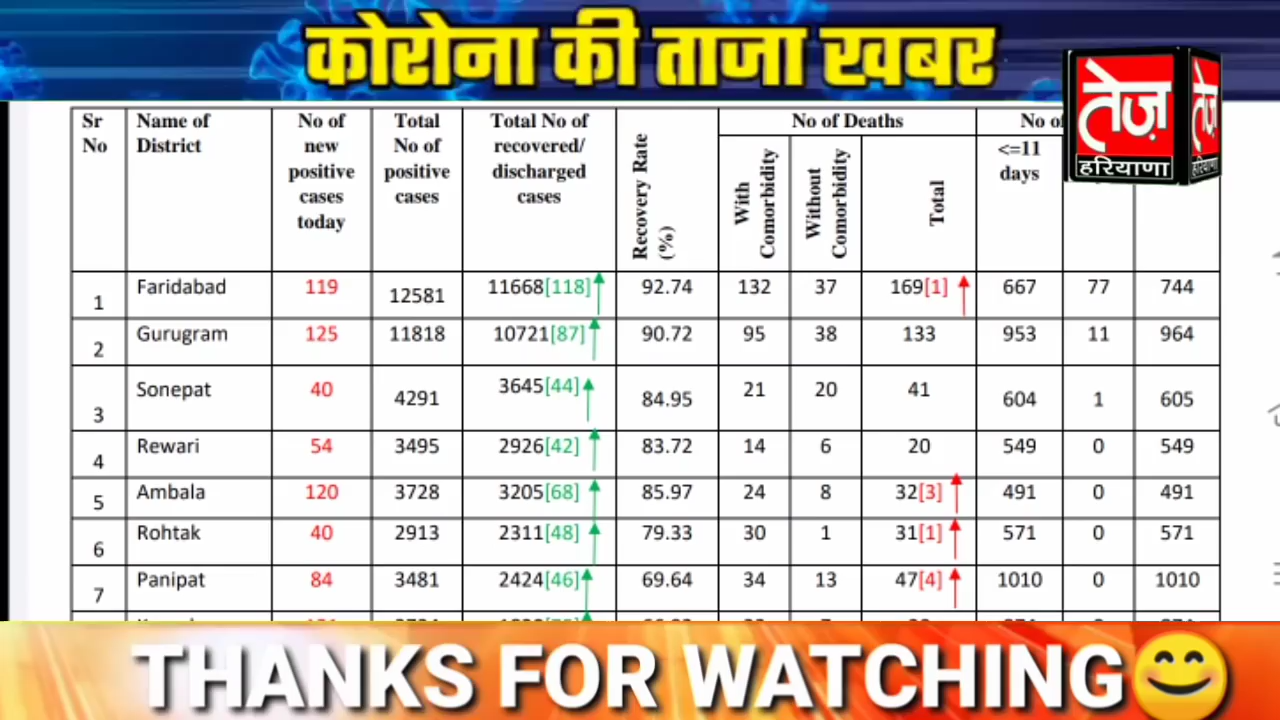 कोरोना की ताजा खबर
तेज़
हरियाणा
तेज़
हरियाणा
Sr No
Name of District
No of new positive cases today
Total No of positive cases
Total No of recovered/ discharged cases
Recovery Rate (%)
No of Deaths
With Comorbidity
Without Comorbidity
Total
No of
<=11 days
1 Faridabad 119 12581 11668[118] 92.74 132 37 169[1] 667 77 744
2 Gurugram 125 11818 10721[87] 90.72 95 38 133 953 11 964
3 Sonepat 40 4291 3645[44] 84.95 21 20 41 604 1 605
4 Rewari 54 3495 2926[42] 83.72 14 6 20 549 0 549
5 Ambala 120 3728 3205[68] 85.97 24 8 32[3] 491 0 491
6 Rohtak 40 2913 2311[48] 79.33 30 1 31[1] 571 0 571
7 Panipat 84 3481 2424[46] 69.64 34 13 47[4] 1010 0 1010
THANKS FOR WATCHING